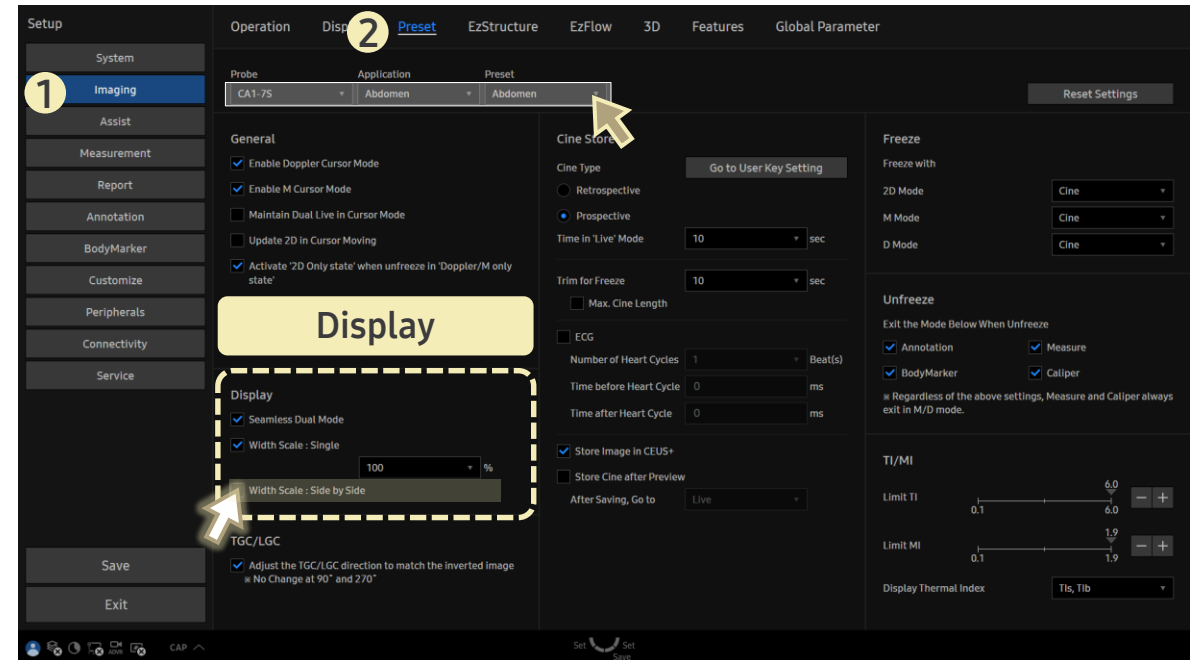 Setup
Operation
Disp
2
Preset
EzStructure
EzFlow
3D
Features
Global Parameter
System
1
Imaging
Assist
Measurement
Report
Annotation
BodyMarker
Customize
Peripherals
Connectivity
Service
Save
Exit
Probe
Application
Preset
CA1-7S
Abdomen
Abdomen
Reset Settings
General
Enable Doppler Cursor Mode
Enable M Cursor Mode
Maintain Dual Live in Cursor Mode
Update 2D in Cursor Moving
Activate '2D Only state' when unfreeze in 'Doppler/M only
state'
Display
Display
Seamless Dual Mode
Width Scale : Single
100
%
Width Scale : Side by Side
TGC/LGC
Adjust the TGC/LGC direction to match the inverted image
※ No Change at 90˚ and 270˚
Cine Store
Cine Type
Go to User Key Setting
Retrospective
Prospective
Time in 'Live' Mode
10
sec
Trim for Freeze
10
sec
Max. Cine Length
ECG
Number of Heart Cycles
1
Beat(s)
Time before Heart Cycle
0
ms
Time after Heart Cycle
0
ms
Store Image in CEUS+
Store Cine after Preview
After Saving, Go to
Live
Freeze
Freeze with
2D Mode
Cine
M Mode
Cine
D Mode
Cine
Unfreeze
Exit the Mode Below When Unfreeze
Annotation
Measure
BodyMarker
Caliper
※ Regardless of the above settings, Measure and Caliper always
exit in M/D mode.
TI/MI
6.0
Limit TI
0.1
6.0
1.9
Limit MI
0.1
1.9
Display Thermal Index
TIs, TIb
CAP
Set
Set
Save